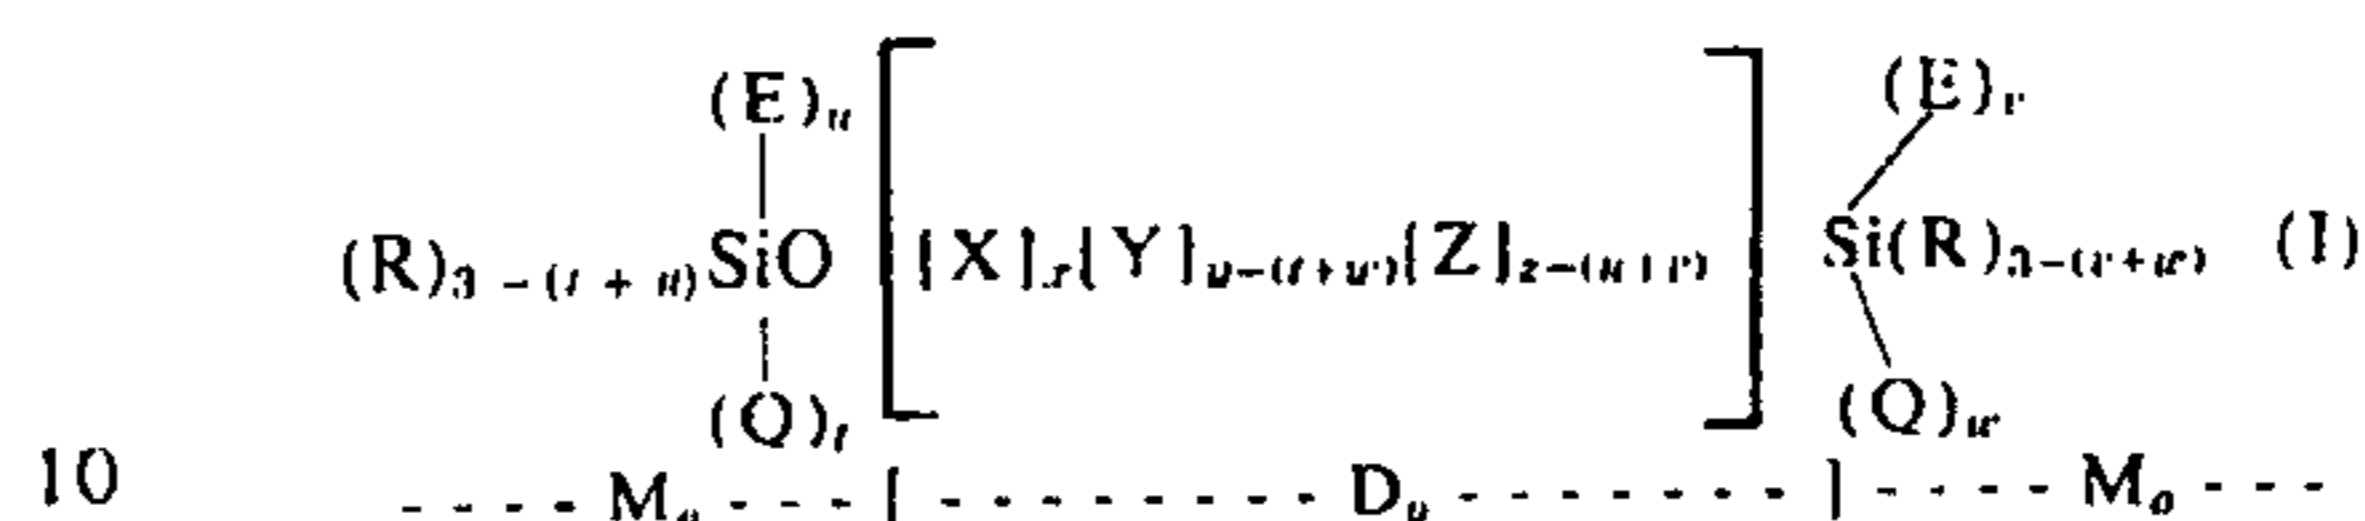 (E)u (E)v
(R)3-(t+u)SiO [X]x[Y]y-(t+w)[Z]z-(u+v) Si(R)3-(v+w) (I)
(Q)t (Q)w
10 ---- M ---[-------- D --------]---- M ---